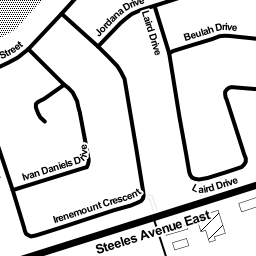 Jordana Drive
Laird Drive
Beulah Drive
Street
Ivan Daniels Drive
Laird Drive
Irenemount Crescent
Steeles Avenue East